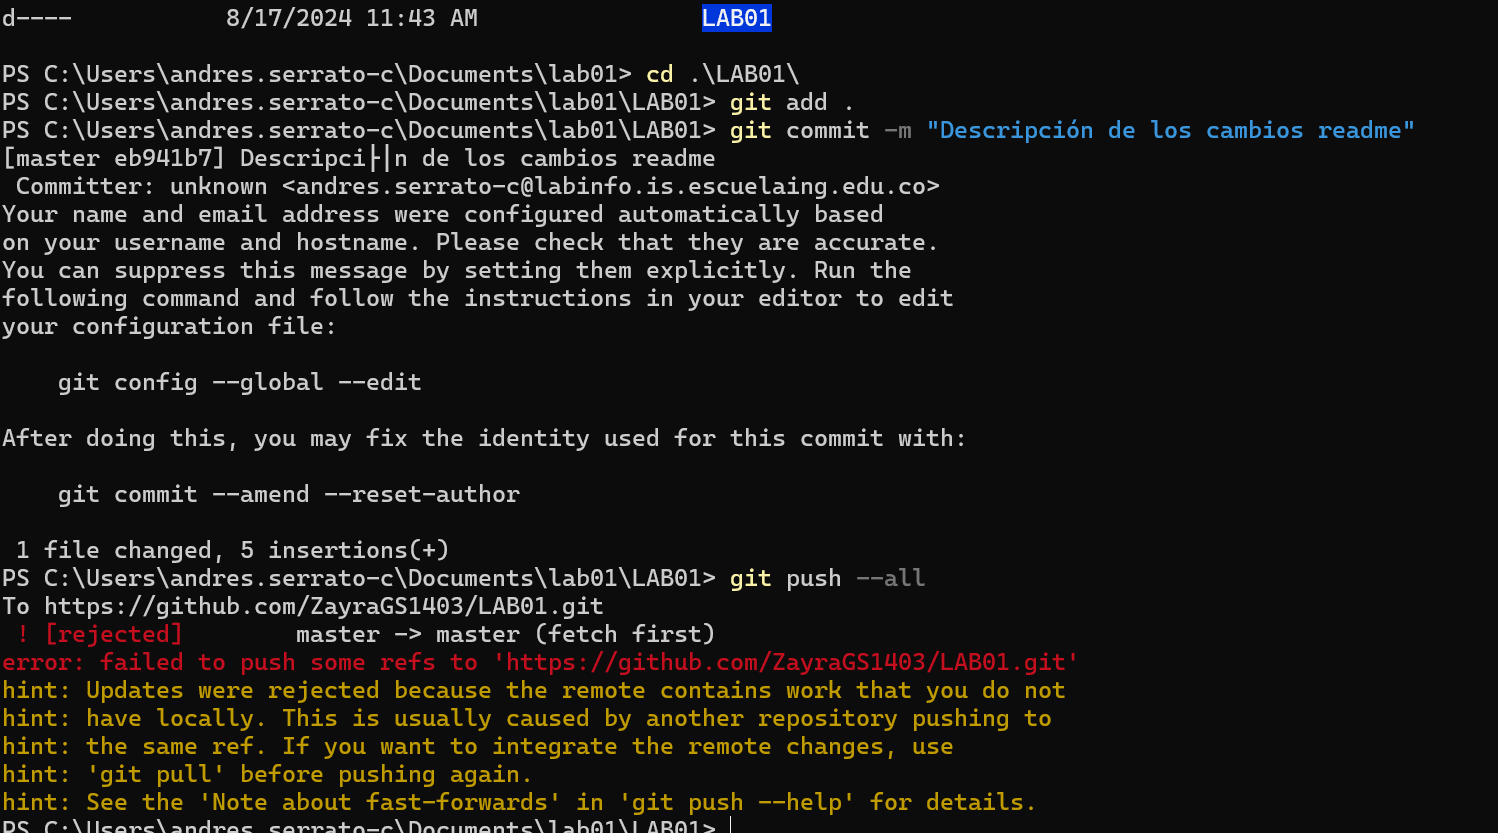 d----           8/17/2024 11:43 AM                LAB01
PS C:\Users\andres.serrato-c\Documents\lab01> cd .\LAB01\
PS C:\Users\andres.serrato-c\Documents\lab01\LAB01> git add .
PS C:\Users\andres.serrato-c\Documents\lab01\LAB01> git commit -m "Descripción de los cambios readme"
[master eb941b7] Descripci├│n de los cambios readme
 Committer: unknown <andres.serrato-c@labinfo.is.escuelaing.edu.co>
Your name and email address were configured automatically based
on your username and hostname. Please check that they are accurate.
You can suppress this message by setting them explicitly. Run the
following command and follow the instructions in your editor to edit
your configuration file:
    git config --global --edit
After doing this, you may fix the identity used for this commit with:
    git commit --amend --reset-author
 1 file changed, 5 insertions(+)
PS C:\Users\andres.serrato-c\Documents\lab01\LAB01> git push --all
To https://github.com/ZayraGS1403/LAB01.git
 ! [rejected]        master -> master (fetch first)
error: failed to push some refs to 'https://github.com/ZayraGS1403/LAB01.git'
hint: Updates were rejected because the remote contains work that you do not
hint: have locally. This is usually caused by another repository pushing to
hint: the same ref. If you want to integrate the remote changes, use
hint: 'git pull' before pushing again.
hint: See the 'Note about fast-forwards' in 'git push --help' for details.
PS C:\Users\andres.serrato-c\Documents\lab01\LAB01>